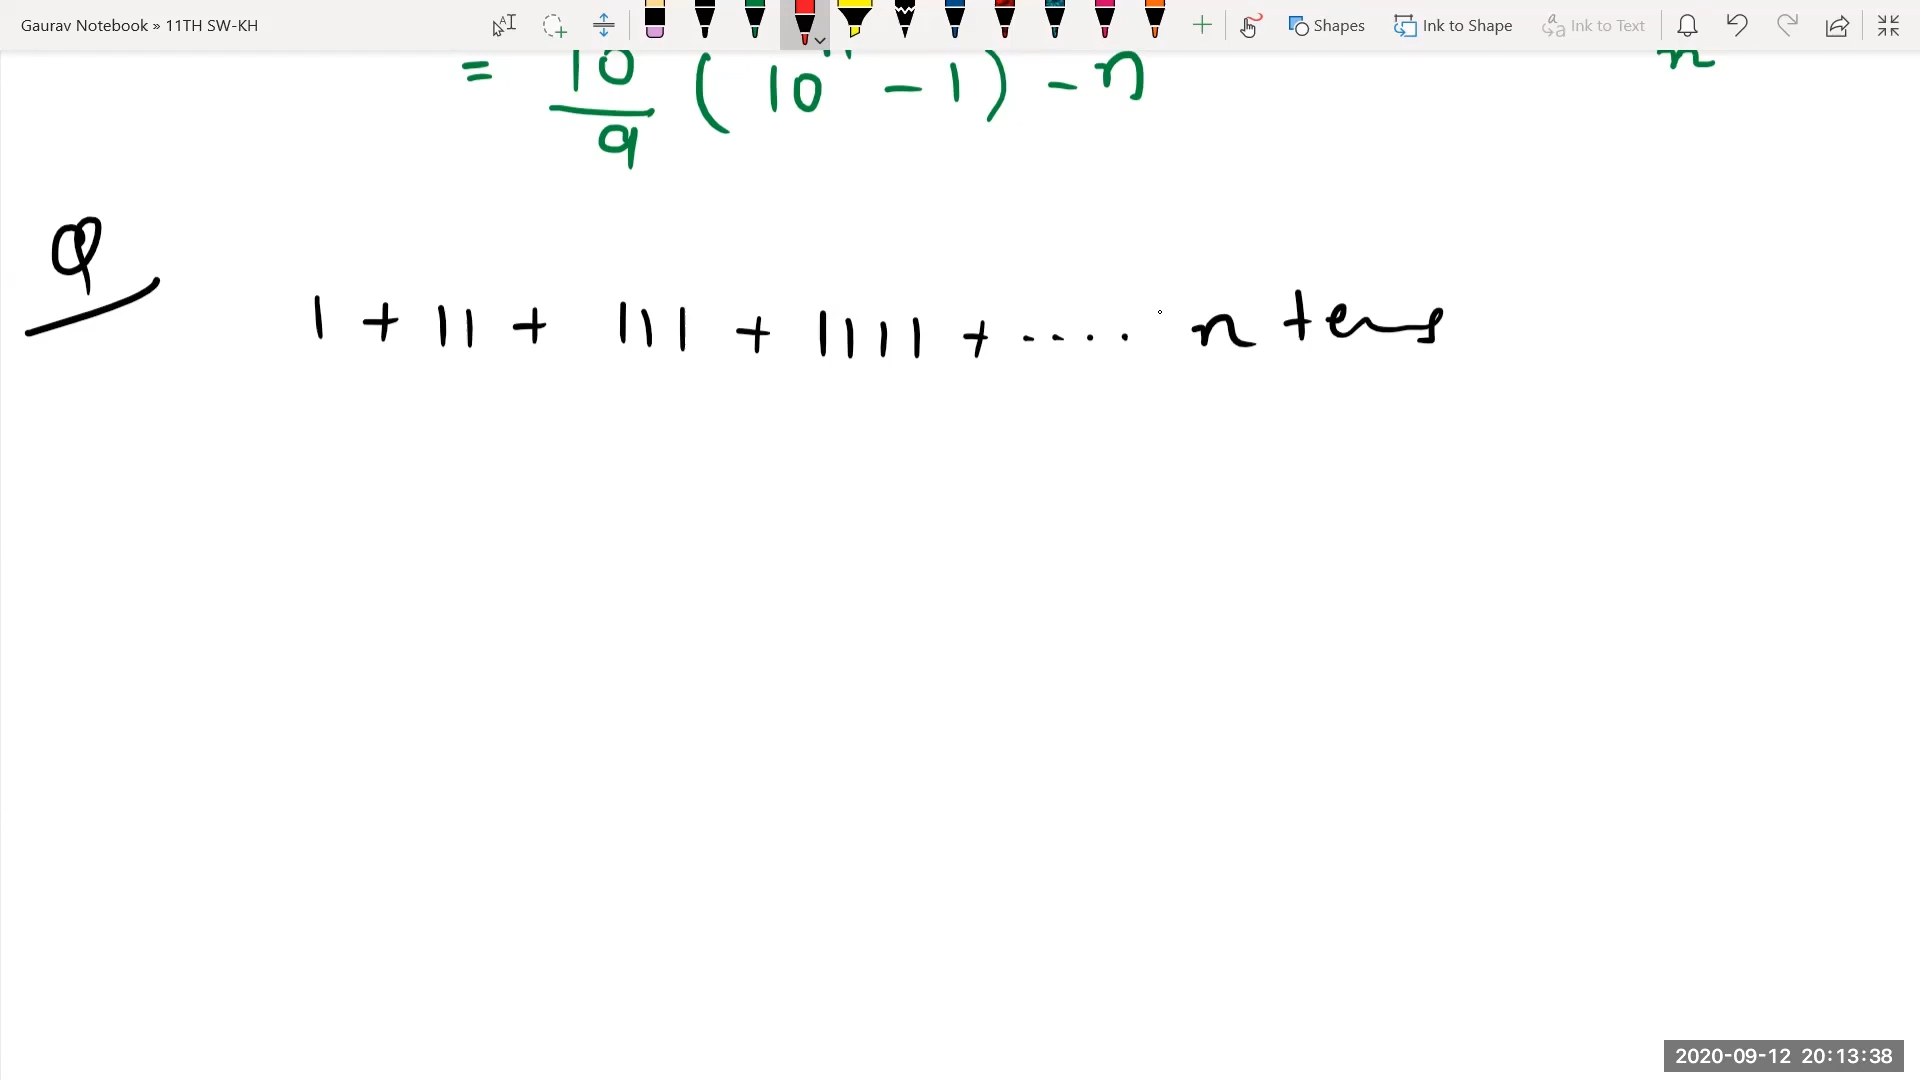 Gaurav Notebook » 11TH SW-KH Shapes Ink to Shape Ink to Text
= 10/9 (10ⁿ - 1) - n
n
Q
1 + 11 + 111 + 1111 + .... n terms
2020-09-12 20:13:38